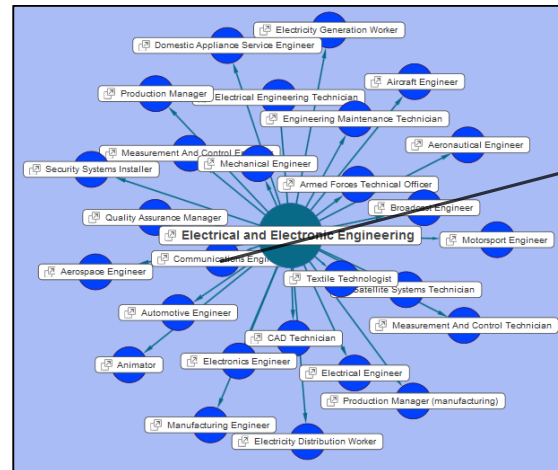 Electricity Generation Worker
Domestic Appliance Service Engineer
Aircraft Engineer
Production Manager
Electrical Engineering Technician
Engineering Maintenance Technician
Aeronautical Engineer
Measurement And Control
Mechanical Engineer
Security Systems Installer
Armed Forces Technical Officer
Broadcast Engineer
Quality Assurance Manager
Electrical and Electronic Engineering
Motorsport Engineer
Communications
Aerospace Engineer
Textile Technologist
Satellite Systems Technician
Automotive Engineer
Measurement And Control Technician
CAD Technician
Electronics Engineer
Animator
Electrical Engineer
Production Manager (manufacturing)
Manufacturing Engineer
Electricity Distribution Worker